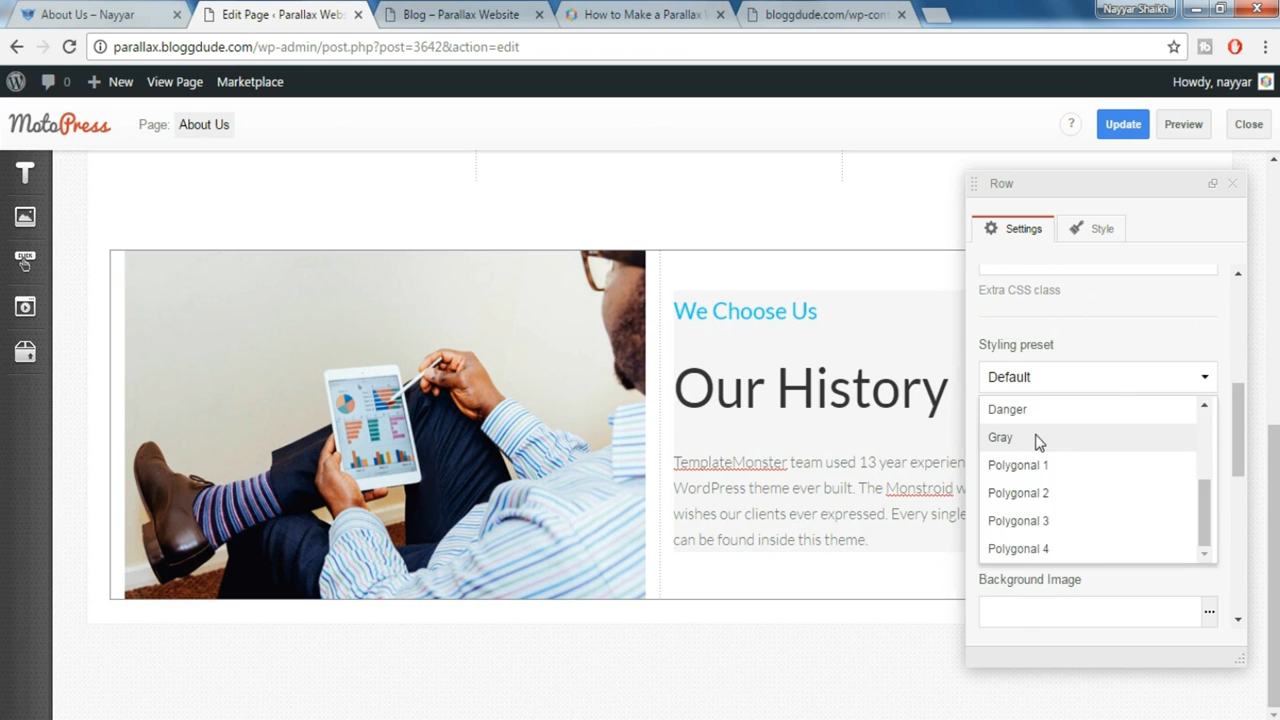 About Us – Nayyar
Edit Page ‹ Parallax Webs
Blog – Parallax Website
How to Make a Parallax W
bloggdude.com/wp-cont
Nayyar Shaikh
parallax.bloggdude.com/wp-admin/post.php?post=3642&action=edit
0 New View Page Marketplace
Howdy, nayyar
MotoPress
Page: About Us
?
Update
Preview
Close
T
CLICK
Row
Settings
Style
Extra CSS class
Styling preset
Default
Danger
Gray
Polygonal 1
Polygonal 2
Polygonal 3
Polygonal 4
Background Image
...
We Choose Us
Our History
TemplateMonster team used 13 year experien
WordPress theme ever built. The Monstroid w
wishes our clients ever expressed. Every single
can be found inside this theme.